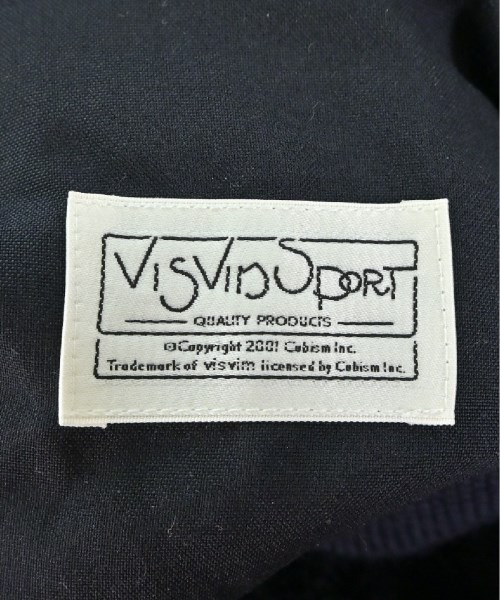 VISVIM SPORT
QUALITY PRODUCTS
©Copyright 2001 Cubism Inc.
Trademark of visvim licensed by Cubism Inc.